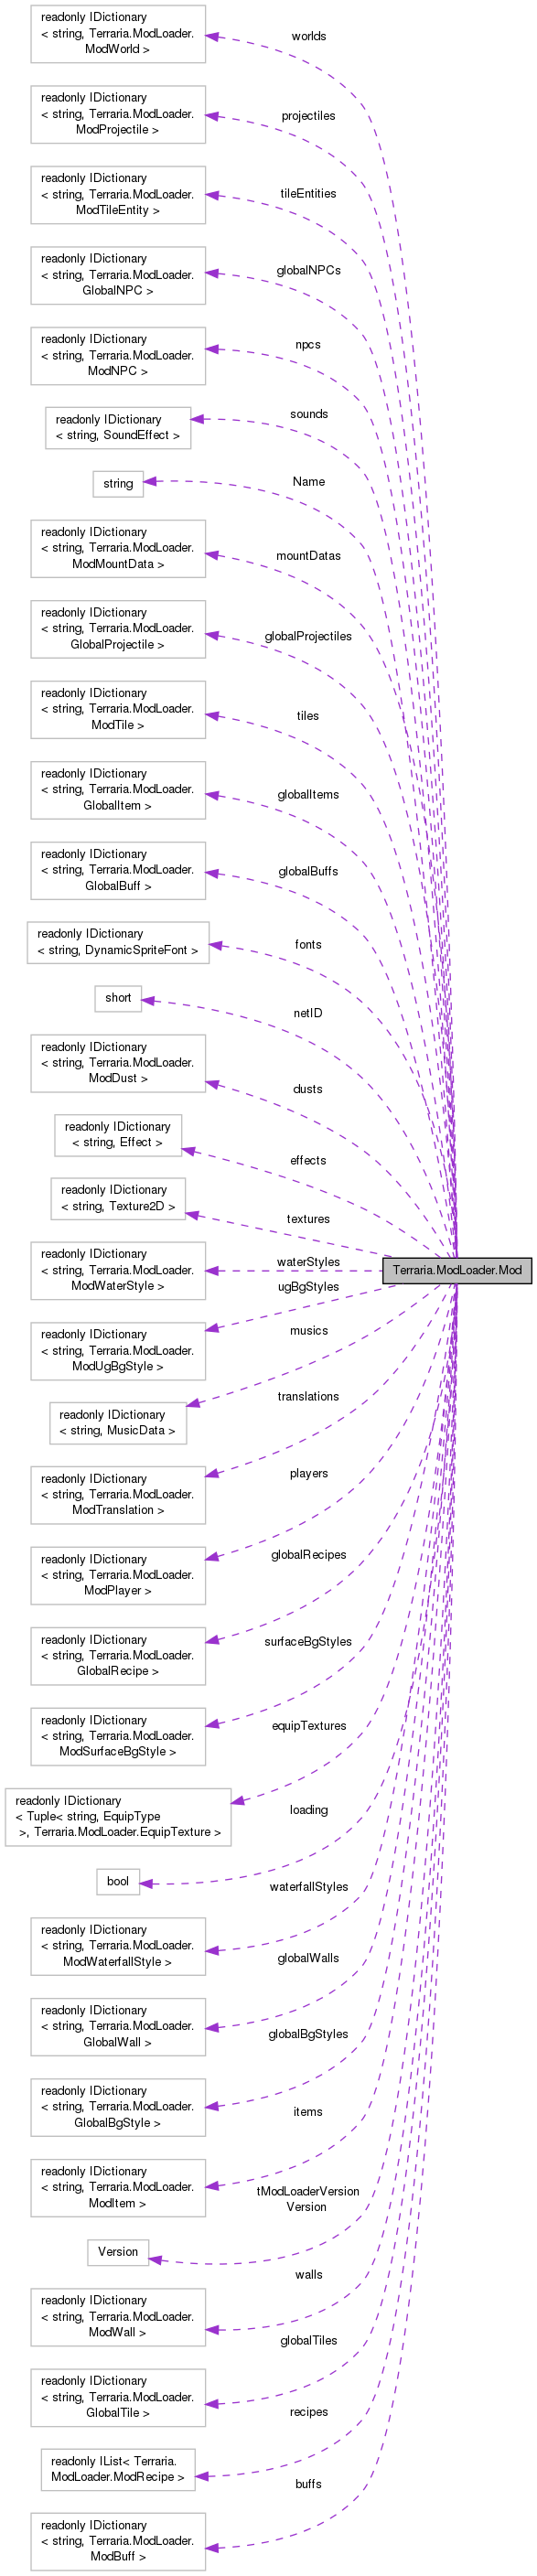 readonly IDictionary
< string, Terraria.ModLoader.
ModWorld >
worlds
readonly IDictionary
< string, Terraria.ModLoader.
ModProjectile >
projectiles
readonly IDictionary
< string, Terraria.ModLoader.
ModTileEntity >
tileEntities
readonly IDictionary
< string, Terraria.ModLoader.
GlobalNPC >
globalNPCs
readonly IDictionary
< string, Terraria.ModLoader.
ModNPC >
npcs
readonly IDictionary
< string, SoundEffect >
sounds
string
Name
readonly IDictionary
< string, Terraria.ModLoader.
ModMountData >
mountDatas
readonly IDictionary
< string, Terraria.ModLoader.
GlobalProjectile >
globalProjectiles
readonly IDictionary
< string, Terraria.ModLoader.
ModTile >
tiles
readonly IDictionary
< string, Terraria.ModLoader.
GlobalItem >
globalItems
readonly IDictionary
< string, Terraria.ModLoader.
GlobalBuff >
globalBuffs
readonly IDictionary
< string, DynamicSpriteFont >
fonts
short
netID
readonly IDictionary
< string, Terraria.ModLoader.
ModDust >
dusts
readonly IDictionary
< string, Effect >
effects
readonly IDictionary
< string, Texture2D >
textures
readonly IDictionary
< string, Terraria.ModLoader.
ModWaterStyle >
waterStyles
Terraria.ModLoader.Mod
readonly IDictionary
< string, Terraria.ModLoader.
ModUgBgStyle >
ugBgStyles
readonly IDictionary
< string, MusicData >
musics
readonly IDictionary
< string, Terraria.ModLoader.
ModTranslation >
translations
readonly IDictionary
< string, Terraria.ModLoader.
ModPlayer >
players
readonly IDictionary
< string, Terraria.ModLoader.
GlobalRecipe >
globalRecipes
readonly IDictionary
< string, Terraria.ModLoader.
ModSurfaceBgStyle >
surfaceBgStyles
readonly IDictionary
< Tuple< string, EquipType
>, Terraria.ModLoader.EquipTexture >
equipTextures
bool
loading
readonly IDictionary
< string, Terraria.ModLoader.
ModWaterfallStyle >
waterfallStyles
readonly IDictionary
< string, Terraria.ModLoader.
GlobalWall >
globalWalls
readonly IDictionary
< string, Terraria.ModLoader.
GlobalBgStyle >
globalBgStyles
readonly IDictionary
< string, Terraria.ModLoader.
ModItem >
items
Version
tModLoaderVersion
Version
readonly IDictionary
< string, Terraria.ModLoader.
ModWall >
walls
readonly IDictionary
< string, Terraria.ModLoader.
GlobalTile >
globalTiles
readonly IList< Terraria.
ModLoader.ModRecipe >
recipes
readonly IDictionary
< string, Terraria.ModLoader.
ModBuff >
buffs